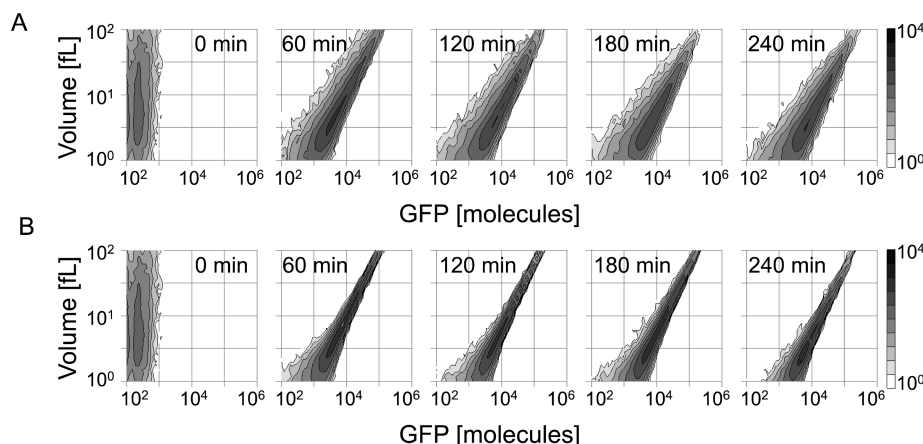 A
Volume [fL]
10²
10¹
10⁰
0 min
60 min
120 min
180 min
240 min
10⁴
10⁰
10² 10⁴ 10⁶ 10² 10⁴ 10⁶ 10² 10⁴ 10⁶ 10² 10⁴ 10⁶ 10² 10⁴ 10⁶
GFP [molecules]
B
Volume [fL]
10²
10¹
10⁰
0 min
60 min
120 min
180 min
240 min
10⁴
10⁰
10² 10⁴ 10⁶ 10² 10⁴ 10⁶ 10² 10⁴ 10⁶ 10² 10⁴ 10⁶ 10² 10⁴ 10⁶
GFP [molecules]